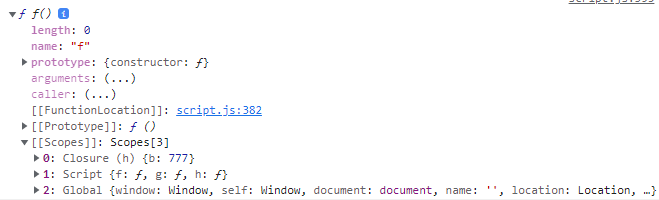 ƒ f()
length: 0
name: "f"
prototype: {constructor: ƒ}
arguments: (...)
caller: (...)
[[FunctionLocation]]: script.js:382
[[Prototype]]: ƒ ()
[[Scopes]]: Scopes[3]
0: Closure (h) {b: 777}
1: Script {f: ƒ, g: ƒ, h: ƒ}
2: Global {window: Window, self: Window, document: document, name: '', location: Location, …}